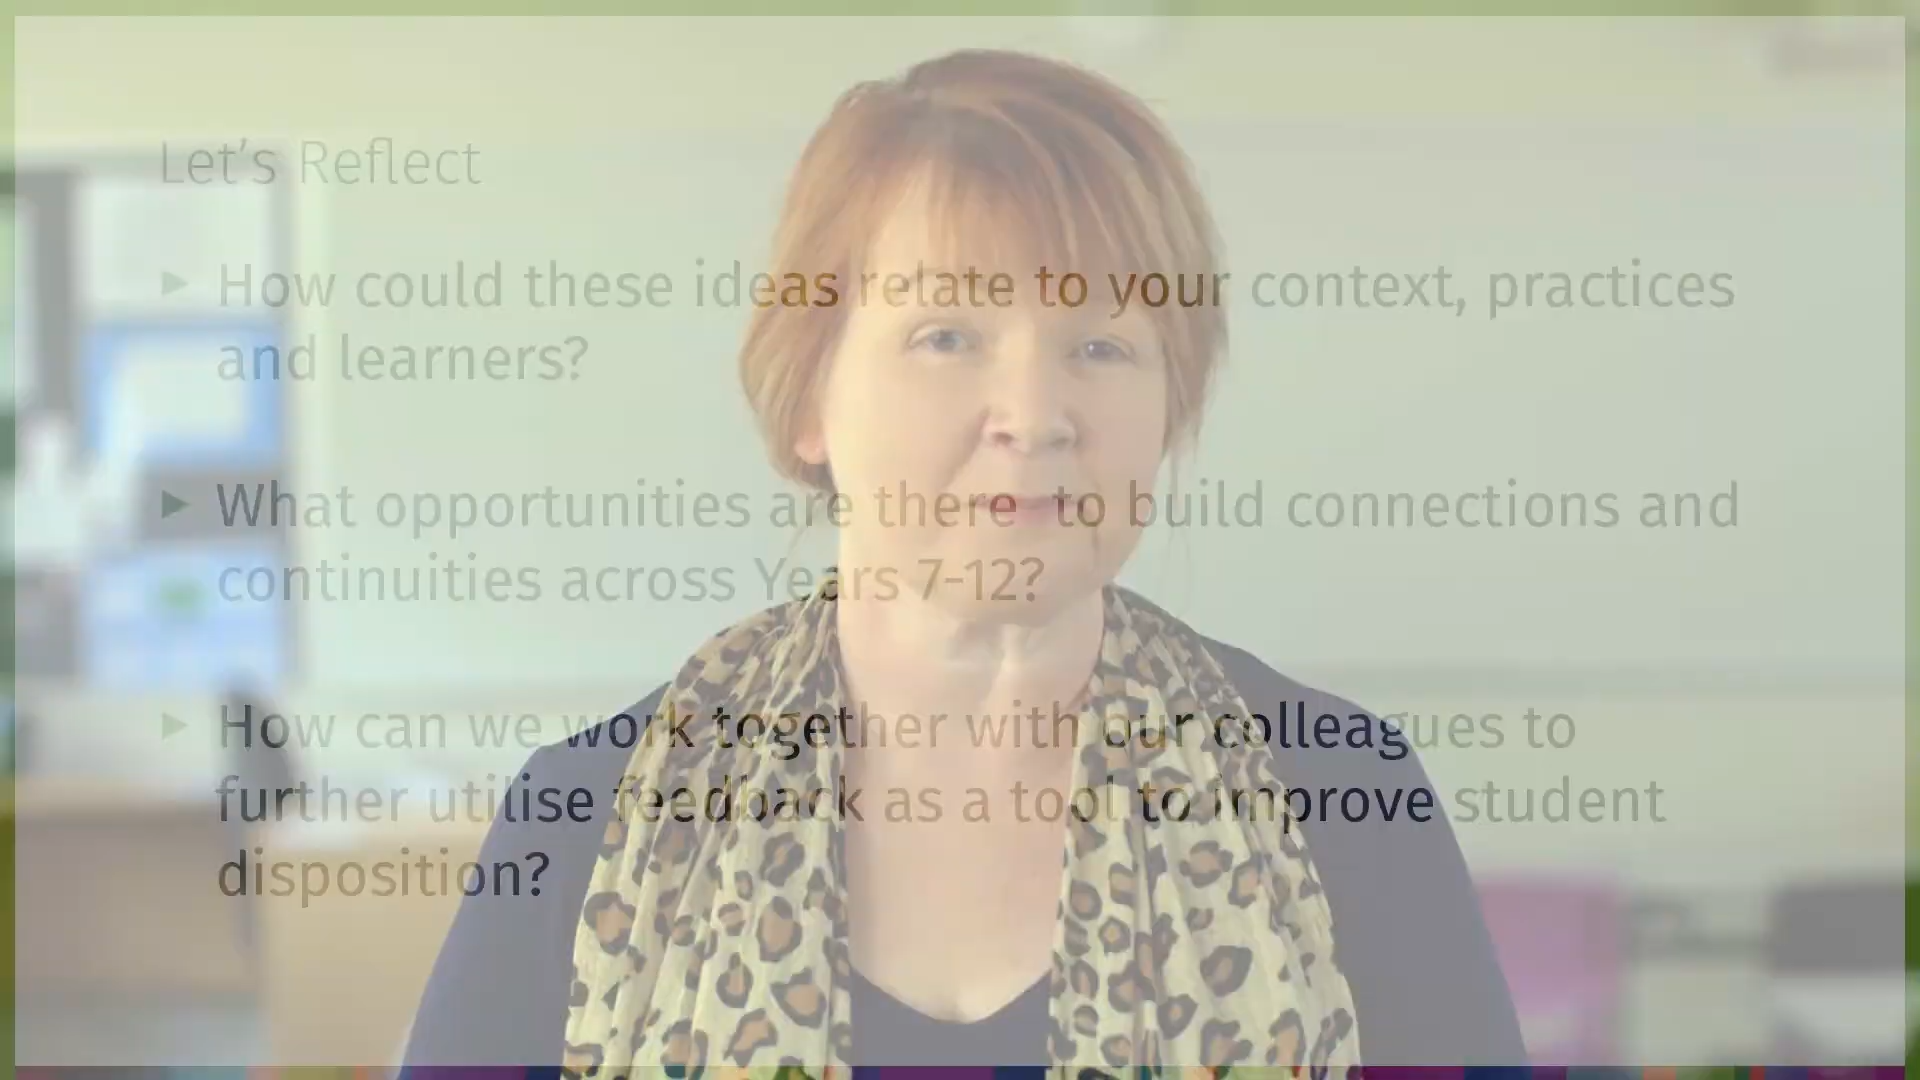 Let's Reflect
How could these ideas relate to your context, practices
and learners?
What opportunities are there to build connections and
continuities across Years 7-12?
How can we work together with our colleagues to
further utilise feedback as a tool to improve student
disposition?